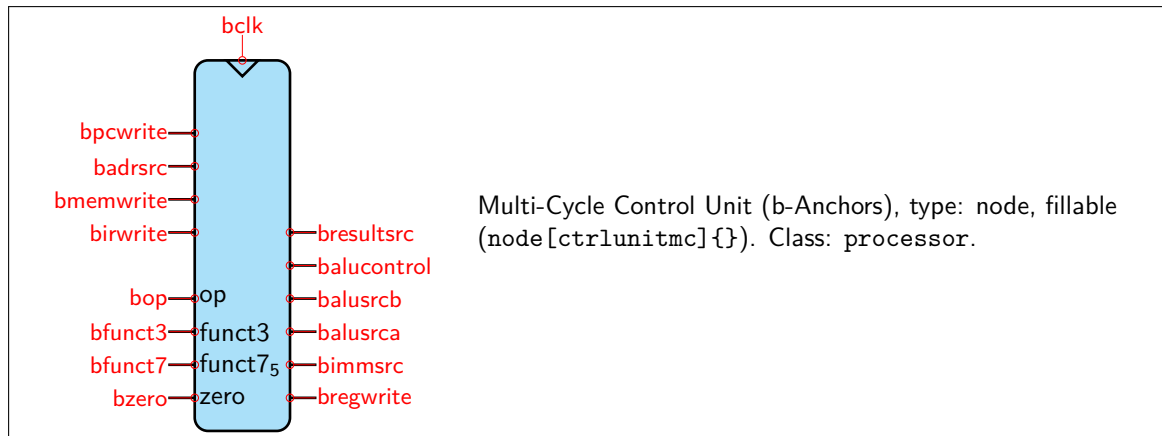 bclk
bpcwrite
badrsrc
bmemwrite
birwrite
bresultsrc
balucontrol
bop
op
balusrcb
bfunct3
funct3
balusrca
bfunct7
funct7₅
bimmsrc
bzero
zero
bregwrite
Multi-Cycle Control Unit (b-Anchors), type: node, fillable
(node[ctrlunitmc]{}). Class: processor.